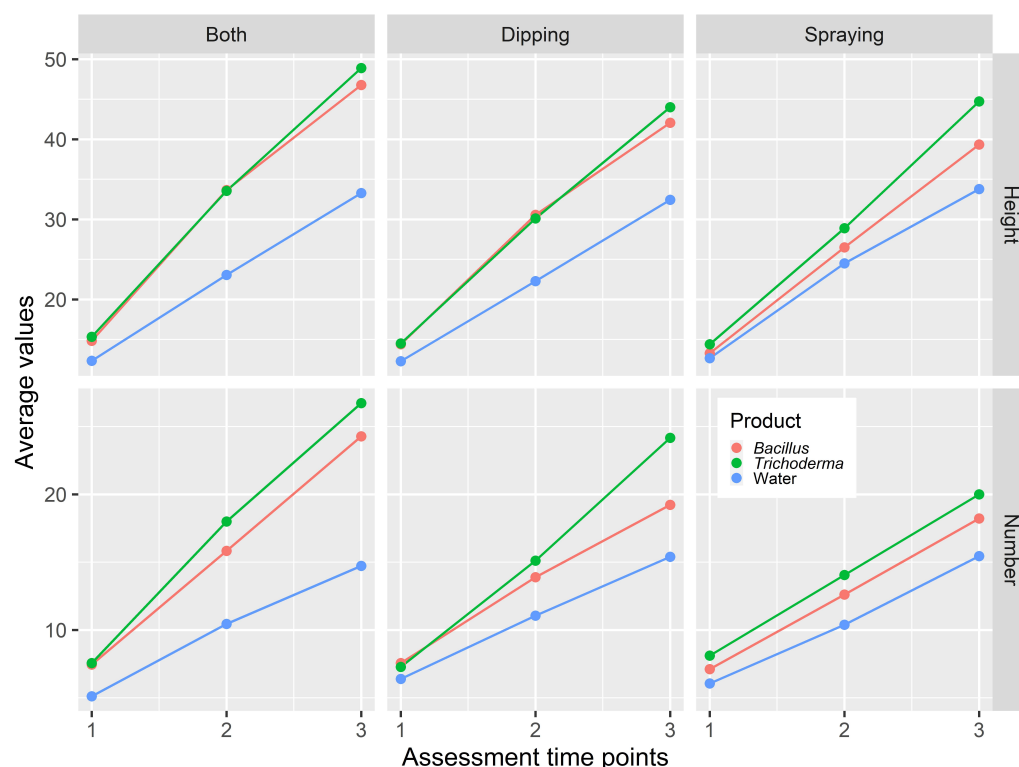 Both Dipping Spraying
50
40
30
20
Height
Average values
20
10
Number
Product
Bacillus
Trichoderma
Water
1 2 3 1 2 3 1 2 3
Assessment time points